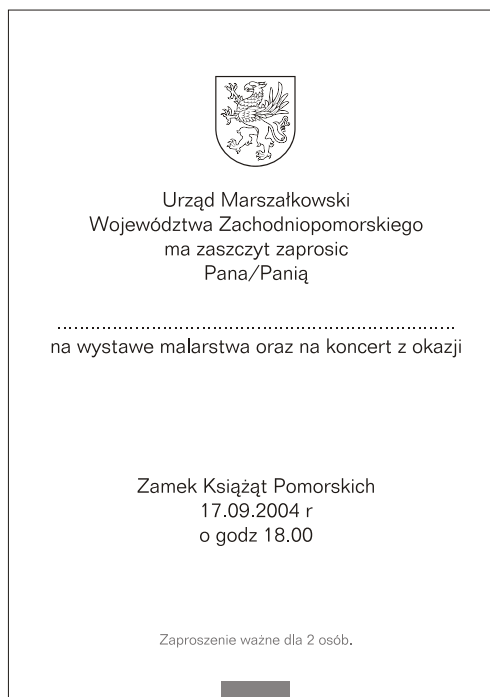 Urząd Marszałkowski
Województwa Zachodniopomorskiego
ma zaszczyt zaprosic
Pana/Panią
........................................................................................
na wystawe malarstwa oraz na koncert z okazji
Zamek Książąt Pomorskich
17.09.2004 r
o godz 18.00
Zaproszenie ważne dla 2 osób.